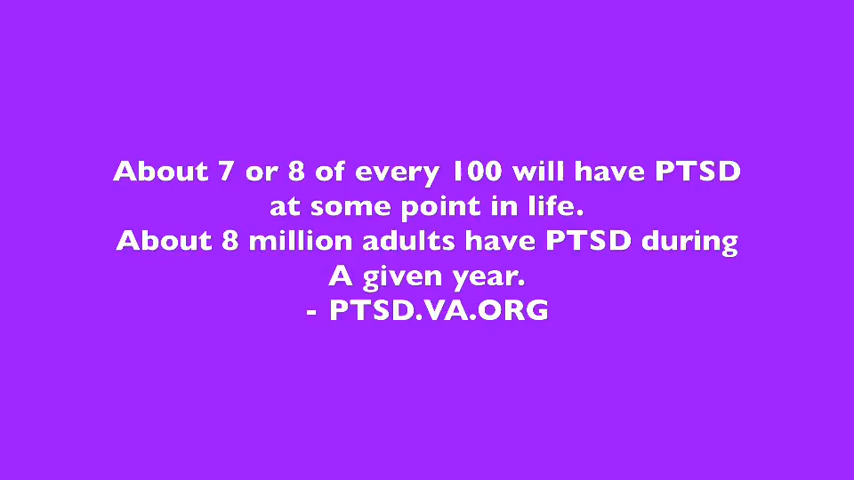 About 7 or 8 of every 100 will have PTSD
at some point in life.
About 8 million adults have PTSD during
A given year.
- PTSD.VA.ORG